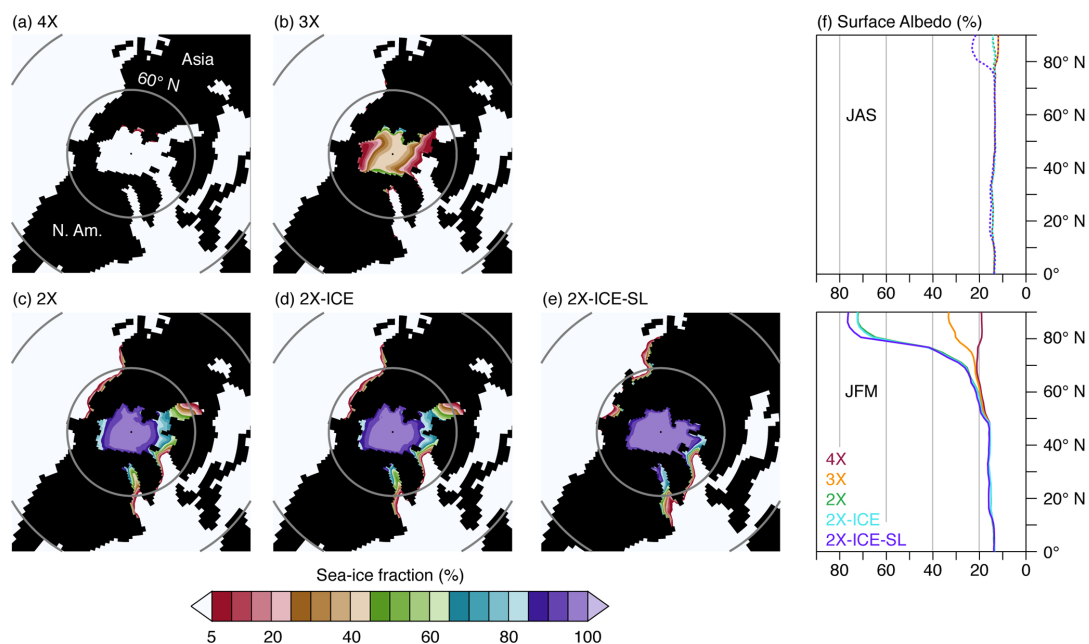 (a) 4X
Asia
60° N
N. Am.
(b) 3X
(c) 2X
(d) 2X-ICE
(e) 2X-ICE-SL
Sea-ice fraction (%)
5 20 40 60 80 100
(f) Surface Albedo (%)
JAS
80° N
60° N
40° N
20° N
0°
80 60 40 20 0
JFM
4X
3X
2X
2X-ICE
2X-ICE-SL
80° N
60° N
40° N
20° N
0°
80 60 40 20 0